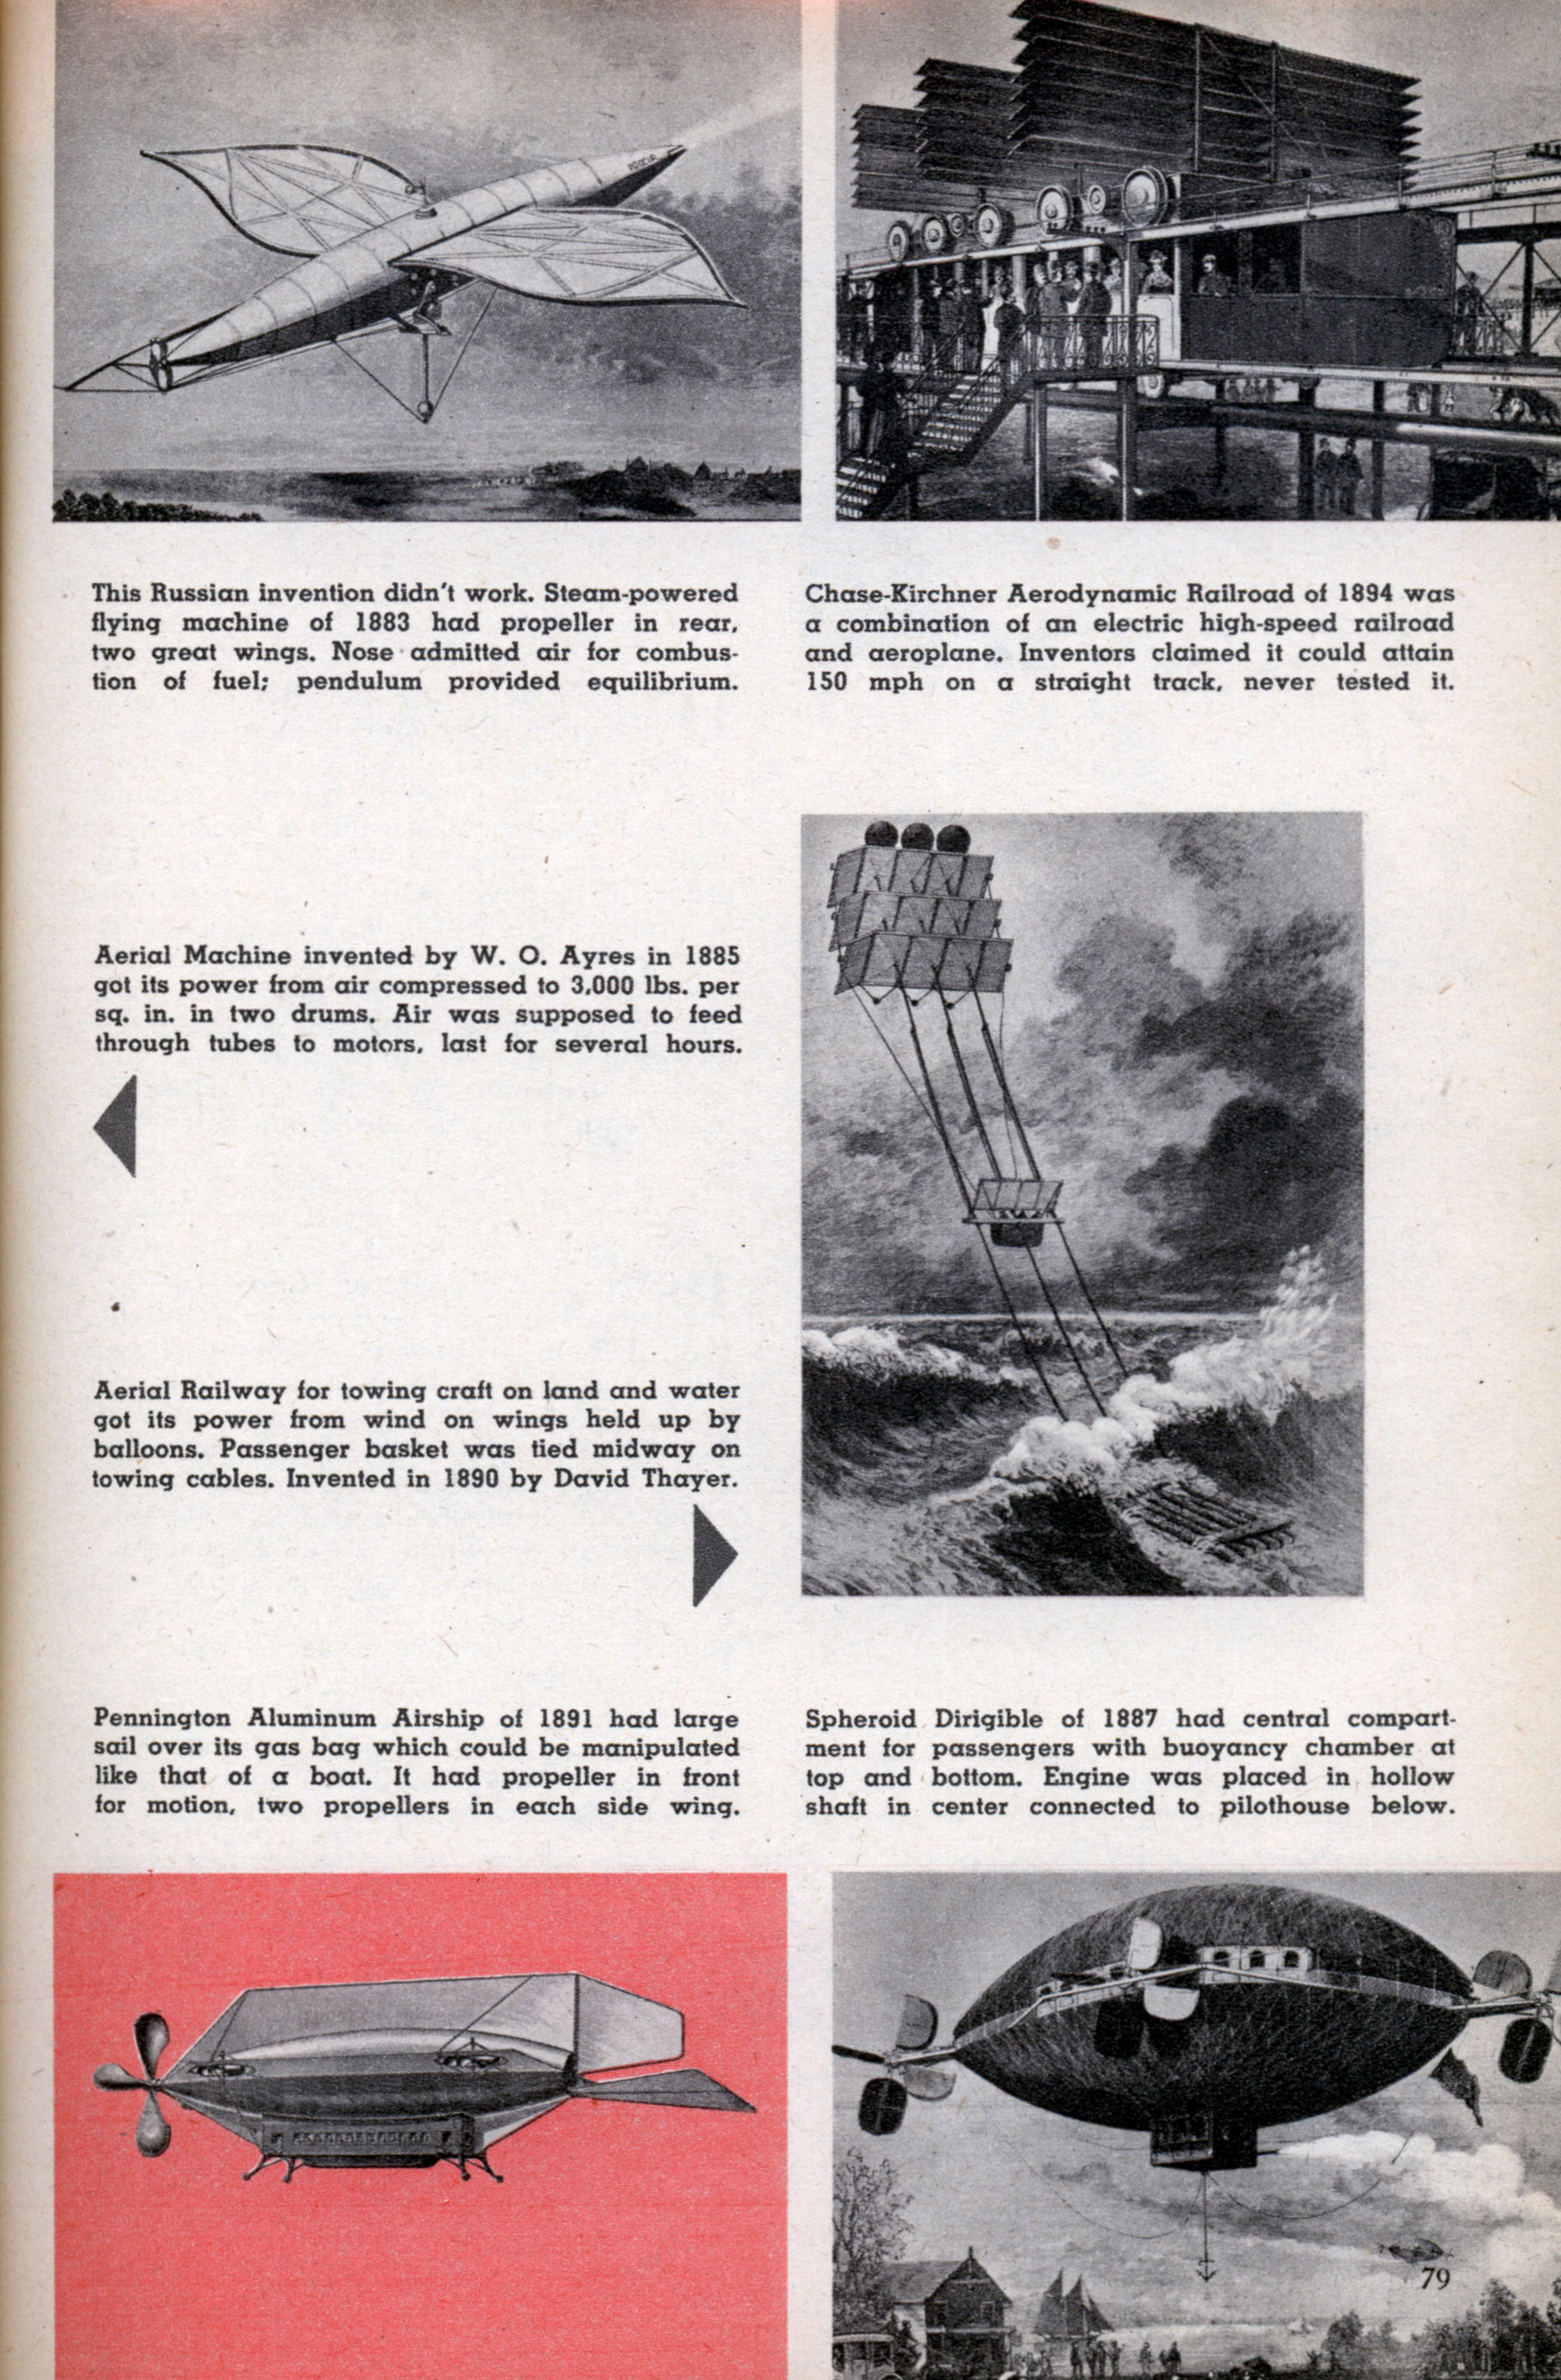 This Russian invention didn't work. Steam-powered
flying machine of 1883 had propeller in rear,
two great wings. Nose admitted air for combus-
tion of fuel; pendulum provided equilibrium.
Chase-Kirchner Aerodynamic Railroad of 1894 was
a combination of an electric high-speed railroad
and aeroplane. Inventors claimed it could attain
150 mph on a straight track, never tested it.
Aerial Machine invented by W. O. Ayres in 1885
got its power from air compressed to 3,000 lbs. per
sq. in. in two drums. Air was supposed to feed
through tubes to motors, last for several hours.
Aerial Railway for towing craft on land and water
got its power from wind on wings held up by
balloons. Passenger basket was tied midway on
towing cables. Invented in 1890 by David Thayer.
Pennington Aluminum Airship of 1891 had large
sail over its gas bag which could be manipulated
like that of a boat. It had propeller in front
for motion, two propellers in each side wing.
Spheroid Dirigible of 1887 had central compart-
ment for passengers with buoyancy chamber at
top and bottom. Engine was placed in hollow
shaft in center connected to pilothouse below.
79